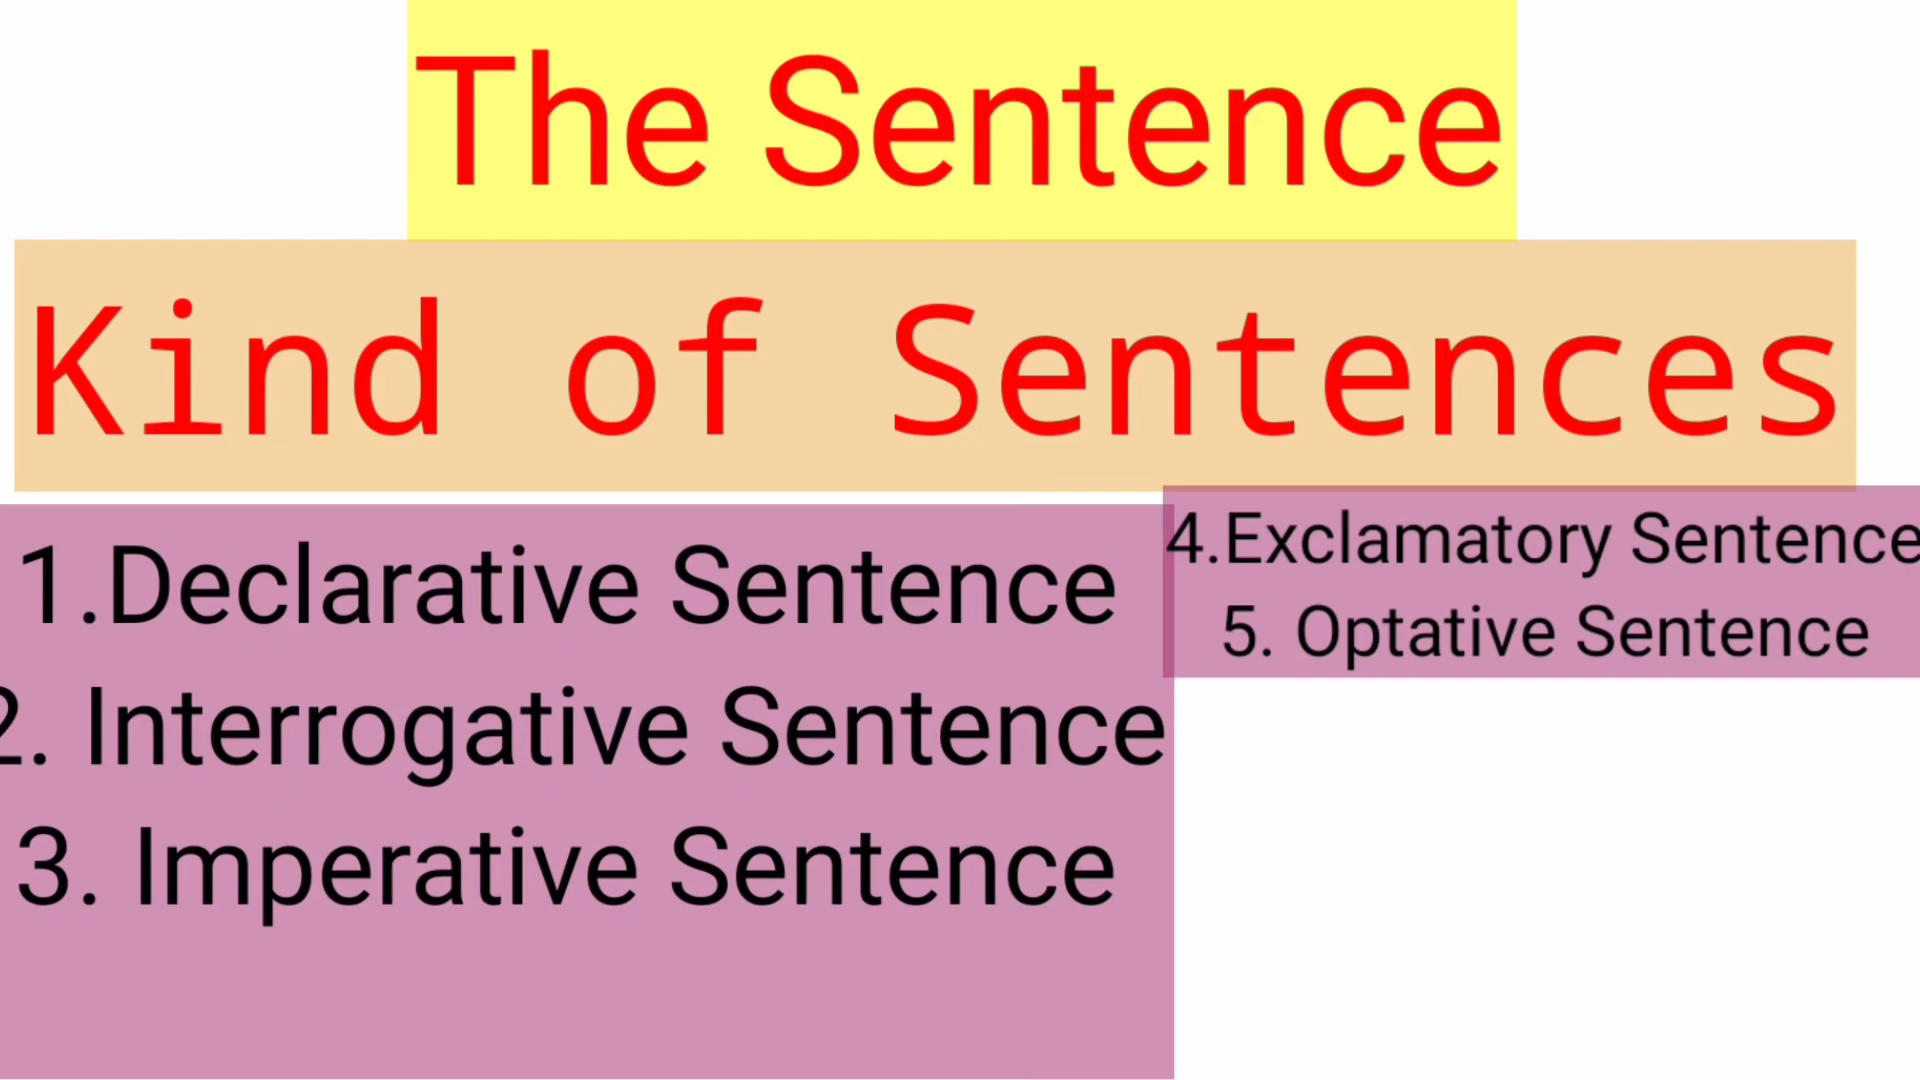 The Sentence
Kind of Sentences
1.Declarative Sentence
2. Interrogative Sentence
3. Imperative Sentence
4.Exclamatory Sentence
5. Optative Sentence